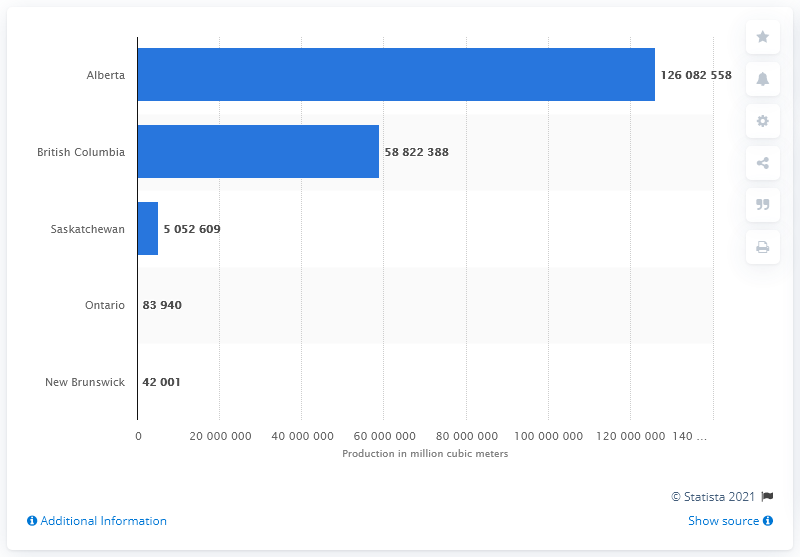 Alberta
126 082 558
British Columbia
58 822 388
Saskatchewan
5 052 609
Ontario
83 940
New Brunswick
42 001
0 20 000 000 40 000 000 60 000 000 80 000 000 100 000 000 120 000 000 140 ...
Production in million cubic meters
© Statista 2021
Additional Information
Show source